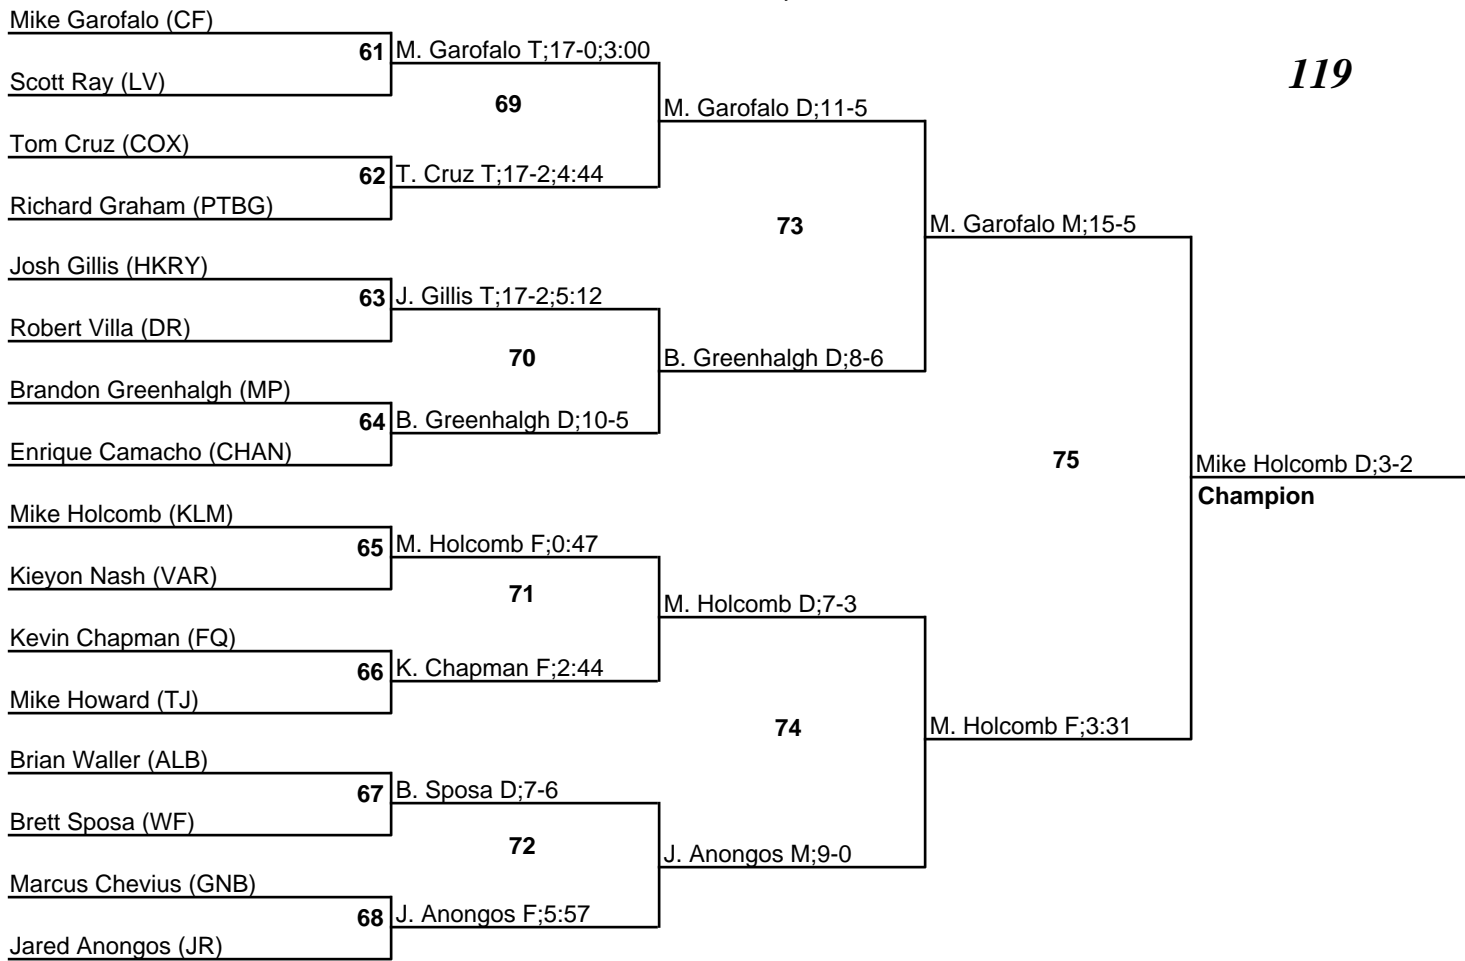 Mike Garofalo (CF)
61 M. Garofalo T;17-0;3:00
119
Scott Ray (LV)
69
M. Garofalo D;11-5
Tom Cruz (COX)
62 T. Cruz T;17-2;4:44
Richard Graham (PTBG)
73
M. Garofalo M;15-5
Josh Gillis (HKRY)
63 J. Gillis T;17-2;5:12
Robert Villa (DR)
70
B. Greenhalgh D;8-6
Brandon Greenhalgh (MP)
64 B. Greenhalgh D;10-5
Enrique Camacho (CHAN)
75
Mike Holcomb D;3-2
Champion
Mike Holcomb (KLM)
65 M. Holcomb F;0:47
Kieyon Nash (VAR)
71
M. Holcomb D;7-3
Kevin Chapman (FQ)
66 K. Chapman F;2:44
Mike Howard (TJ)
74
M. Holcomb F;3:31
Brian Waller (ALB)
67 B. Sposa D;7-6
Brett Sposa (WF)
72
J. Anongos M;9-0
Marcus Chevius (GNB)
68 J. Anongos F;5:57
Jared Anongos (JR)